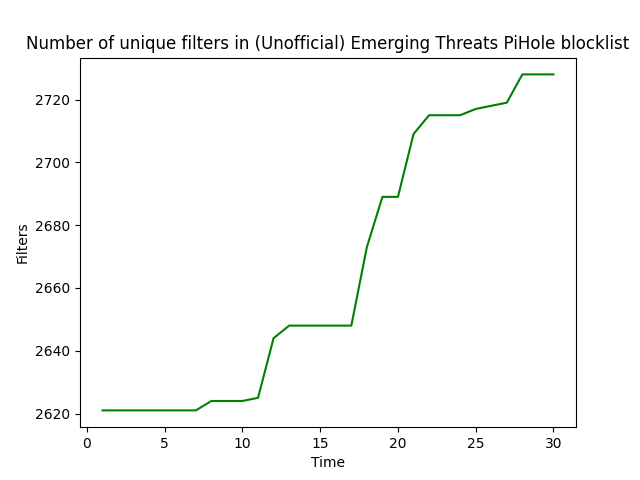 Number of unique filters in (Unofficial) Emerging Threats PiHole blocklist
2720
2700
2680
2660
2640
2620
Filters
0 5 10 15 20 25 30
Time